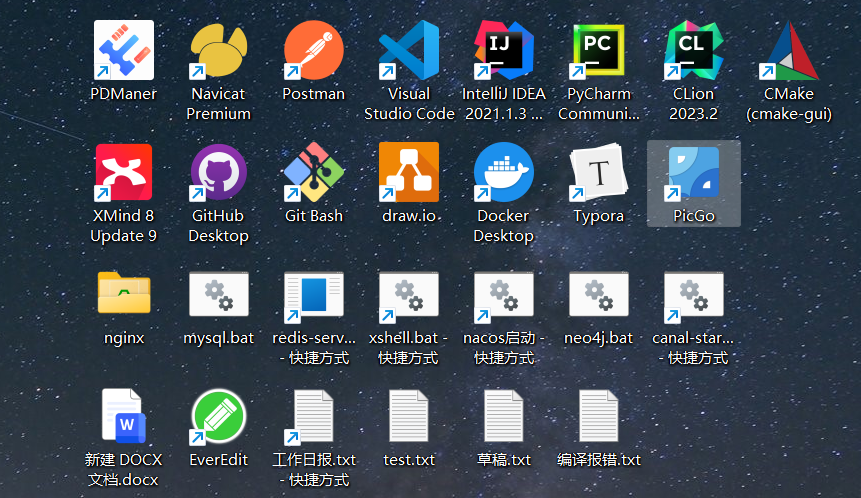 IJ
PC
CL
PDManer
Navicat
Premium
Postman
Visual
Studio Code
IntelliJ IDEA
2021.1.3 ...
PyCharm
Communi...
CLion
2023.2
CMake
(cmake-gui)
T
XMind 8
Update 9
GitHub
Desktop
Git Bash
draw.io
Docker
Desktop
Typora
PicGo
nginx
mysql.bat
redis-serv...
- 快捷方式
xshell.bat -
快捷方式
nacos启动 -
快捷方式
neo4j.bat
canal-star...
- 快捷方式
W
新建 DOCX
文档.docx
EverEdit
工作日报.txt
- 快捷方式
test.txt
草稿.txt
编译报错.txt